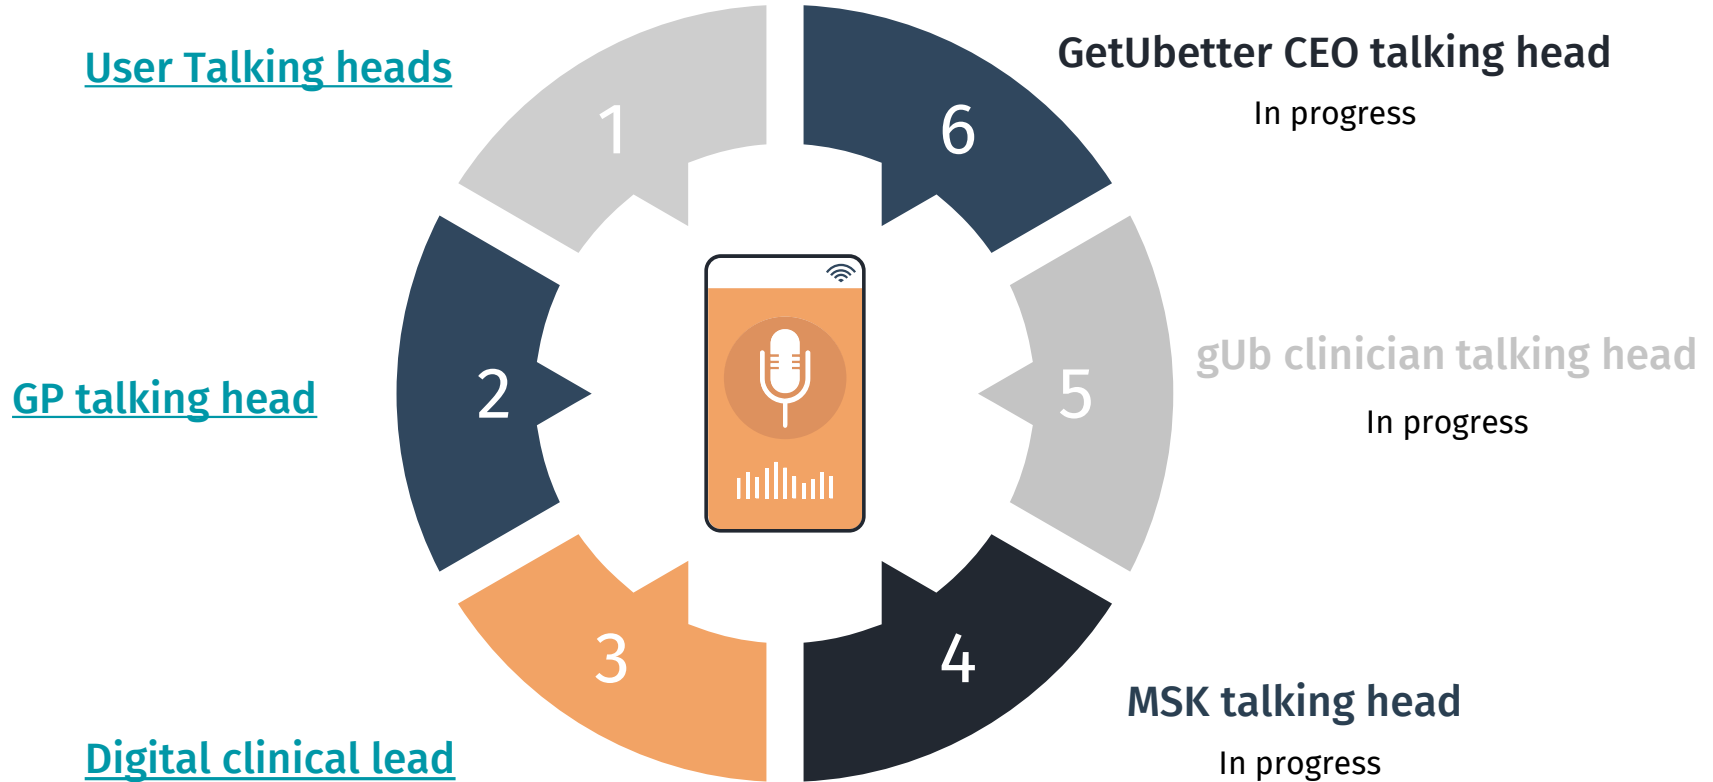 User Talking heads
1
GP talking head
2
3
Digital clinical lead
GetUbetter CEO talking head
In progress
6
gUb clinician talking head
In progress
5
4
MSK talking head
In progress